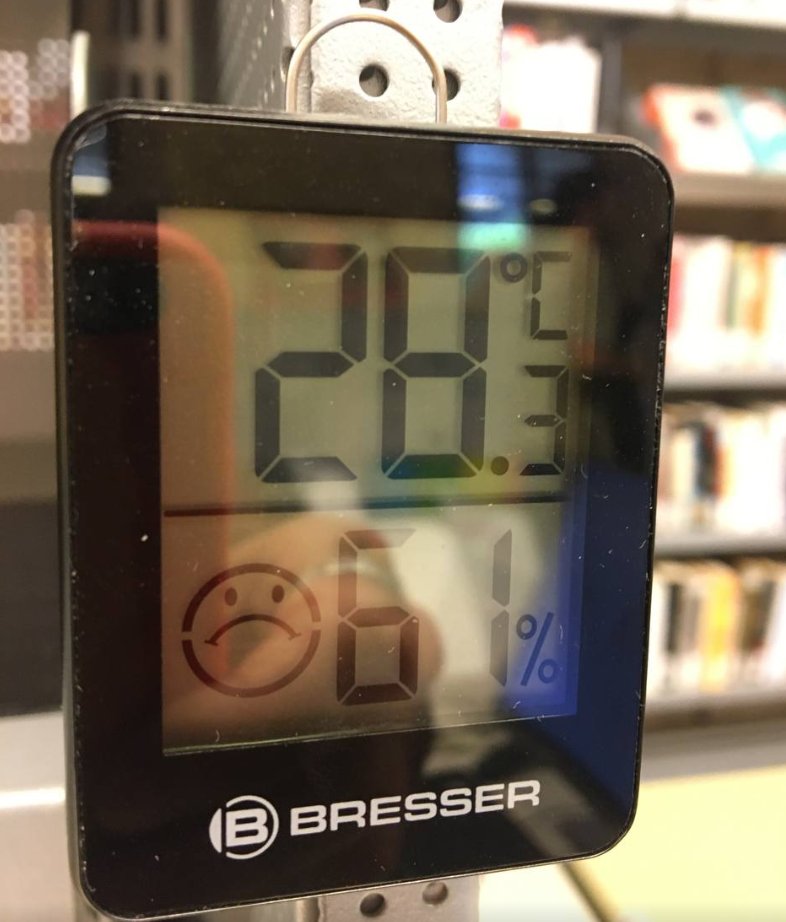 28.3 °C
61 %
B BRESSER